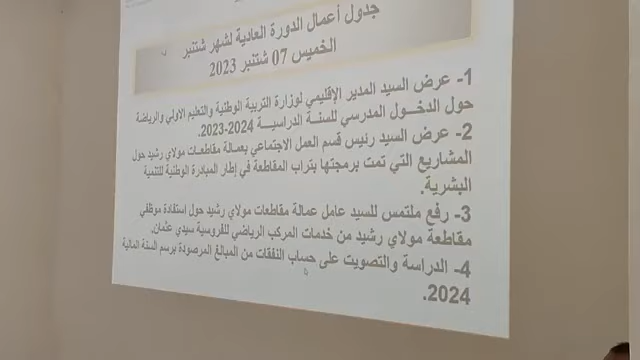 جدول أعمال الدورة العادية لشهر شتنبر
الخميس 07 شتنبر 2023
1- عرض السيد المدير الإقليمي لوزارة التربية الوطنية والتعليم الاولي والرياضة
حول الدخـــول المدرسي للسنـة الدراسيـــة 2024-2023.
2- عرض السيد رئيس قسم العمل الاجتماعي بعمالة مقاطعات مولاي رشيد حول
المشاريع التي تمت برمجتها بتراب المقاطعة في إطار المبادرة الوطنية للتنمية
البشرية.
3- رفع ملتمس للسيد عامل عمالة مقاطعات مولاي رشيد حول استفادة موظفي
مقاطعة مولاي رشيد من خدمات المركب الرياضي للفروسية سيدي عثمان.
4- الدراسة والتصويت على حساب النفقات من المبالغ المرصودة برسم السنة المالية
2024.